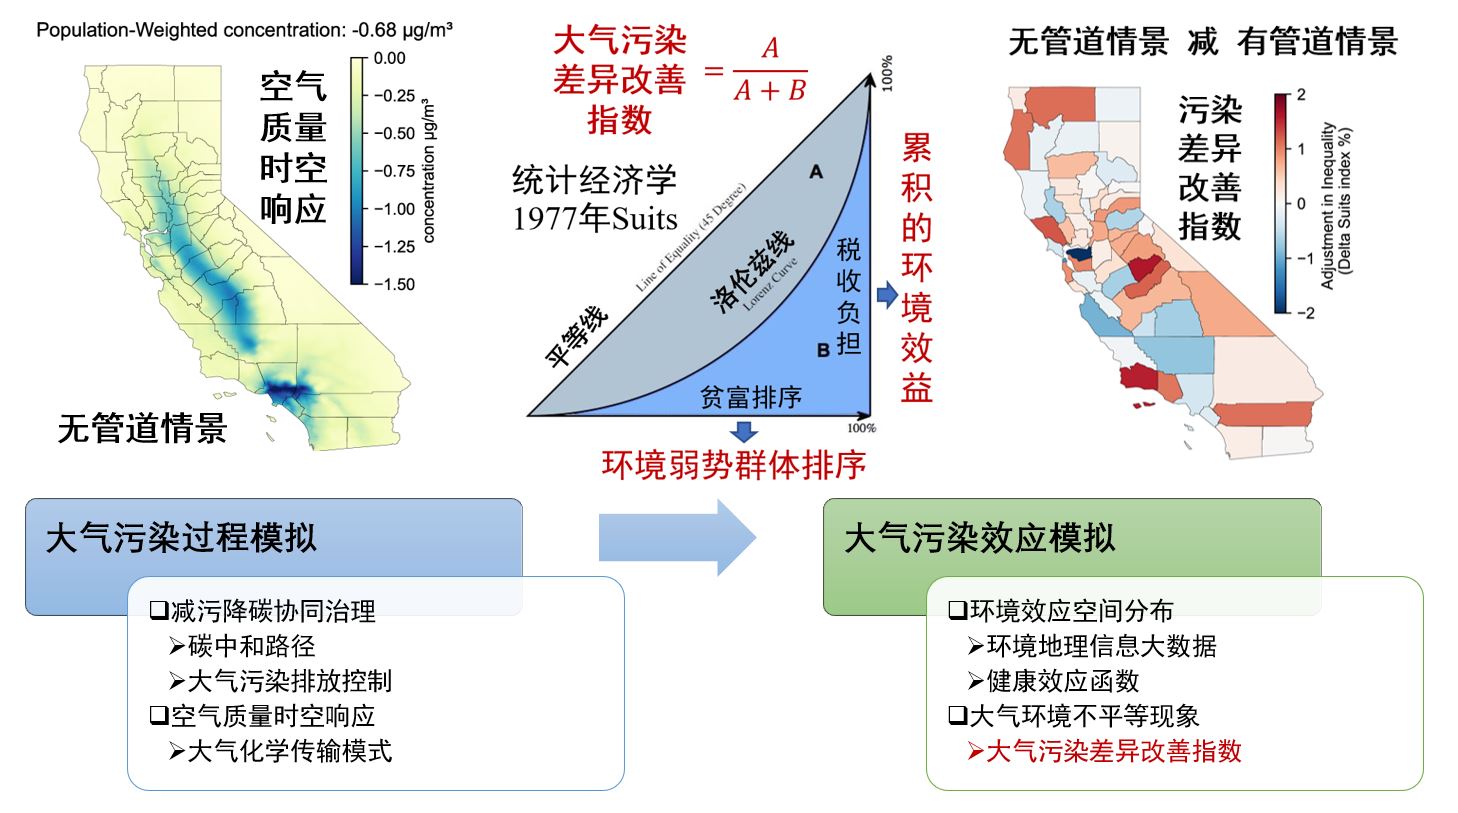 Population-Weighted concentration: -0.68 µg/m³
空气
质量
时空
响应
0.00
−0.25
−0.50
−0.75
−1.00
−1.25
−1.50
concentration µg/m³
无管道情景
大气污染
差异改善
指数
= A / A + B
统计经济学
1977年Suits
100%
Line of Equality (45 Degree)
平等线
A
洛伦兹线
Lorenz Curve
税收负担
B
贫富排序
100%
累积的环境效益
环境弱势群体排序
无管道情景 减 有管道情景
污染
差异
改善
指数
2
1
0
−1
−2
Adjustment in Inequality
(Delta Suits index %)
大气污染过程模拟
减污降碳协同治理
碳中和路径
大气污染排放控制
空气质量时空响应
大气化学传输模式
大气污染效应模拟
环境效应空间分布
环境地理信息大数据
健康效应函数
大气环境不平等现象
大气污染差异改善指数